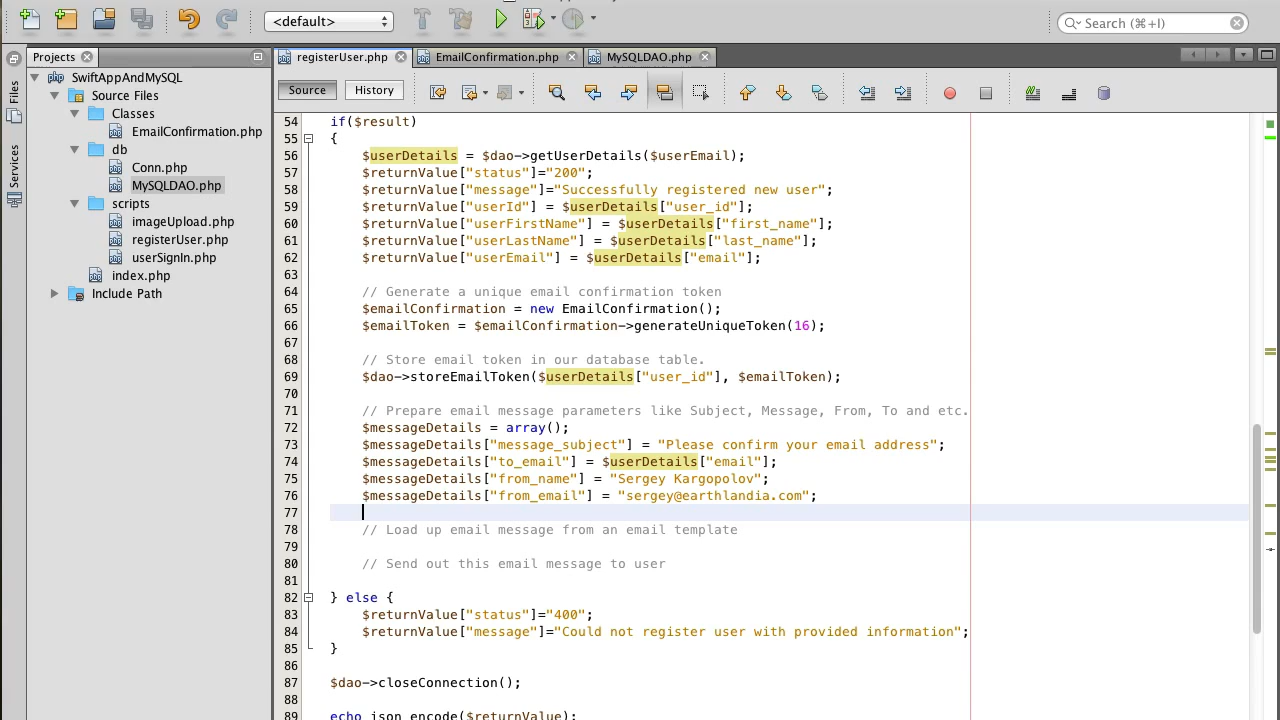 <default>
Search (⌘+I)
Projects
registerUser.php
EmailConfirmation.php
MySQLDAO.php
Files
Services
SwiftAppAndMySQL
Source Files
Classes
EmailConfirmation.php
db
Conn.php
MySQLDAO.php
scripts
imageUpload.php
registerUser.php
userSignIn.php
index.php
Include Path
Source
History
54 if($result)
55 {
56 $userDetails = $dao->getUserDetails($userEmail);
57 $returnValue["status"]="200";
58 $returnValue["message"]="Successfully registered new user";
59 $returnValue["userId"] = $userDetails["user_id"];
60 $returnValue["userFirstName"] = $userDetails["first_name"];
61 $returnValue["userLastName"] = $userDetails["last_name"];
62 $returnValue["userEmail"] = $userDetails["email"];
63
64 // Generate a unique email confirmation token
65 $emailConfirmation = new EmailConfirmation();
66 $emailToken = $emailConfirmation->generateUniqueToken(16);
67
68 // Store email token in our database table.
69 $dao->storeEmailToken($userDetails["user_id"], $emailToken);
70
71 // Prepare email message parameters like Subject, Message, From, To and etc.
72 $messageDetails = array();
73 $messageDetails["message_subject"] = "Please confirm your email address";
74 $messageDetails["to_email"] = $userDetails["email"];
75 $messageDetails["from_name"] = "Sergey Kargopolov";
76 $messageDetails["from_email"] = "sergey@earthlandia.com";
77
78 // Load up email message from an email template
79
80 // Send out this email message to user
81
82 } else {
83 $returnValue["status"]="400";
84 $returnValue["message"]="Could not register user with provided information";
85 }
86
87 $dao->closeConnection();
88
89 echo json_encode($returnValue);